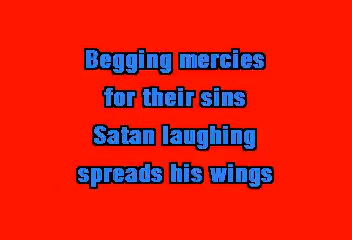 Begging mercies
for their sins
Satan laughing
spreads his wings